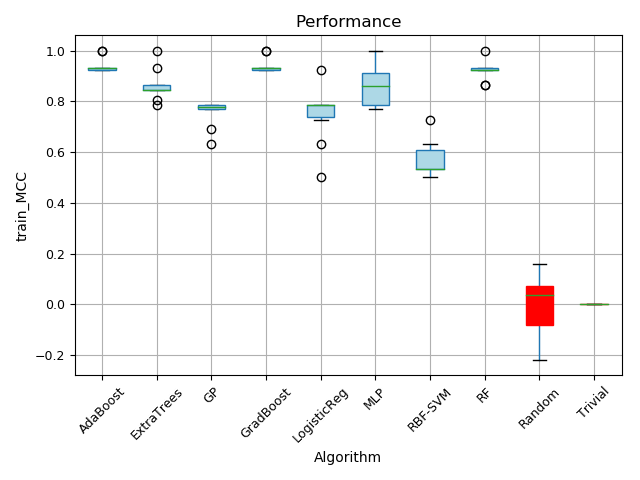 Performance
train_MCC
1.0
0.8
0.6
0.4
0.2
0.0
−0.2
AdaBoost
ExtraTrees
GP
GradBoost
LogisticReg
MLP
RBF-SVM
RF
Random
Trivial
Algorithm